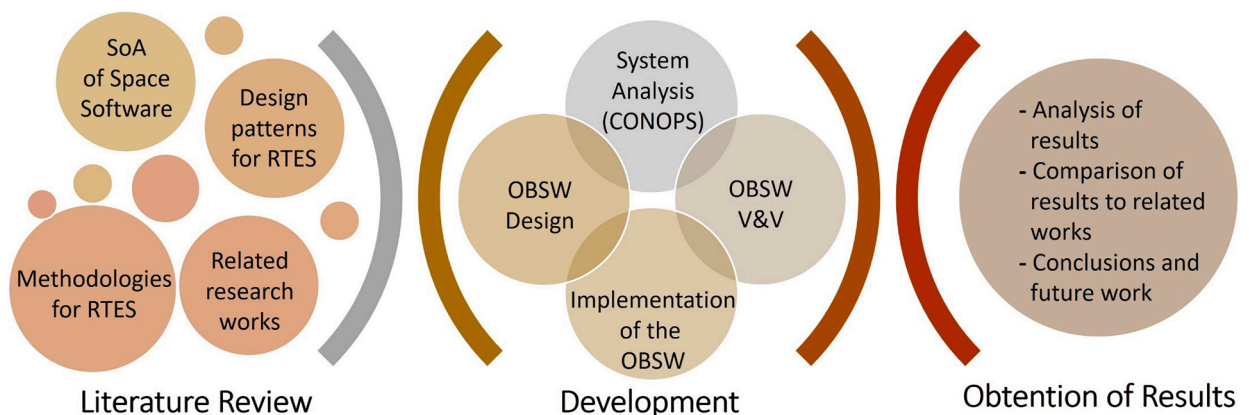 SoA
of Space
Software
Design
patterns
for RTES
Methodologies
for RTES
Related
research
works
Literature Review
System
Analysis
(CONOPS)
OBSW
Design
OBSW
V&V
Implementation
of the
OBSW
Development
- Analysis of
results
- Comparison of
results to related
works
- Conclusions and
future work
Obtention of Results